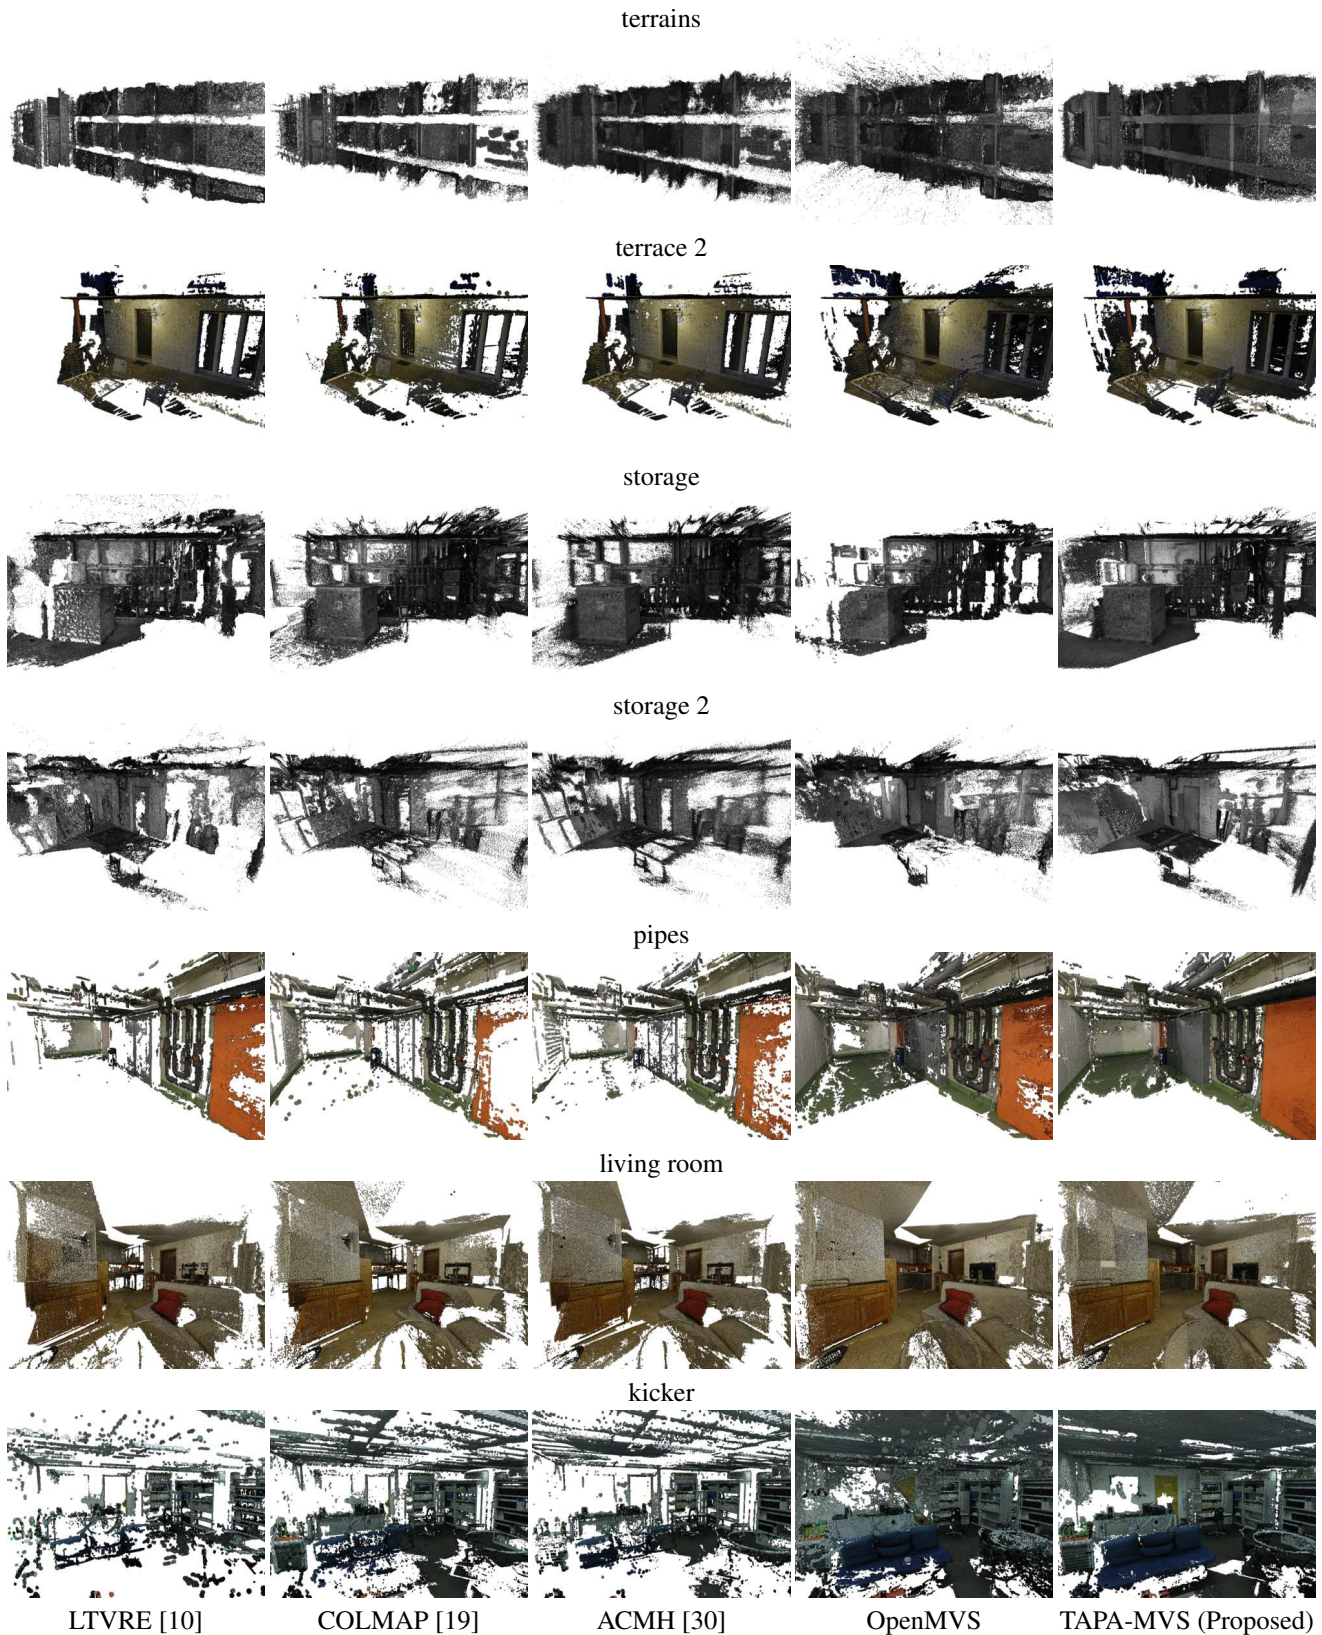 terrains
terrace 2
storage
storage 2
pipes
living room
kicker
LTVRE [10]
COLMAP [19]
ACMH [30]
OpenMVS
TAPA-MVS (Proposed)